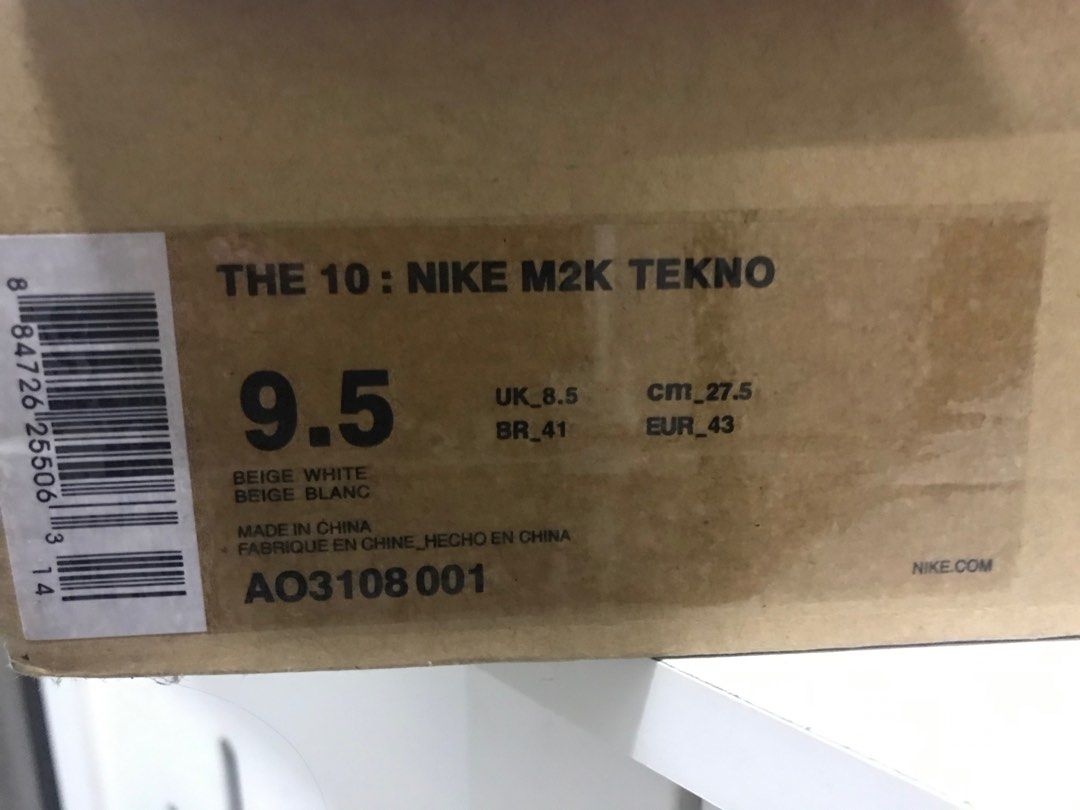 THE 10 : NIKE M2K TEKNO
9.5
UK_8.5 cm_27.5
BR_41 EUR_43
BEIGE WHITE
BEIGE BLANC
MADE IN CHINA
FABRIQUE EN CHINE_HECHO EN CHINA
AO3108 001
NIKE.COM
8 84726 25506 3 14